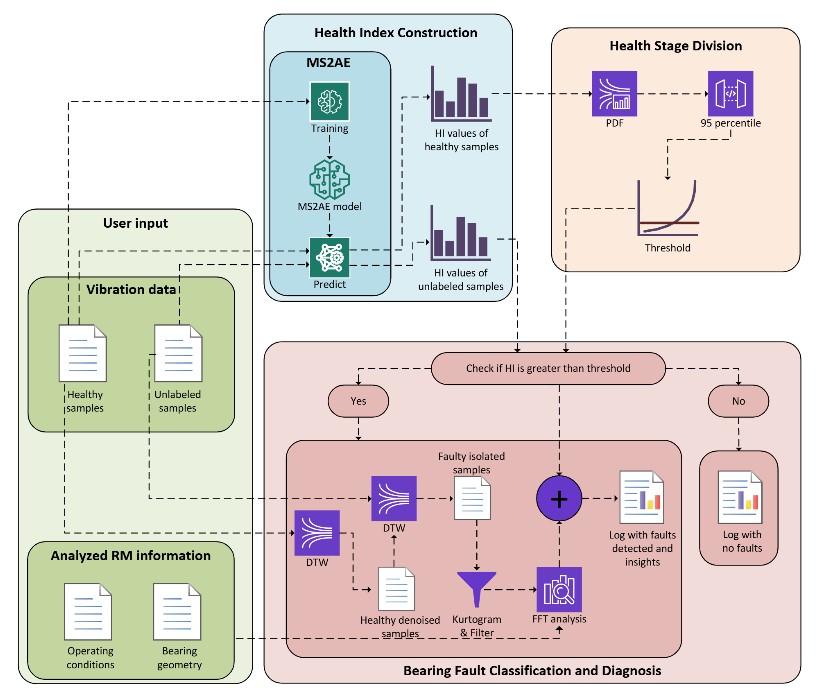 Health Index Construction
MS2AE
Training
MS2AE model
Predict
HI values of
healthy samples
HI values of
unlabeled samples
Health Stage Division
PDF
95 percentile
Threshold
User input
Vibration data
Healthy
samples
Unlabeled
samples
Analyzed RM information
Operating
conditions
Bearing
geometry
Check if HI is greater than threshold
Yes
No
Faulty isolated
samples
DTW
DTW
Healthy denoised
samples
Kurtogram
& Filter
FFT analysis
Log with faults
detected and
insights
Log with
no faults
Bearing Fault Classification and Diagnosis